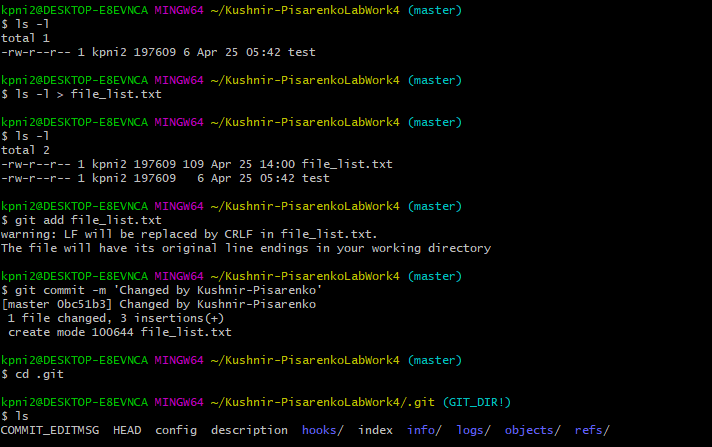 kpni2@DESKTOP-E8EVNCA MINGW64 ~/Kushnir-PisarenkoLabWork4 (master)
$ ls -l
total 1
-rw-r--r-- 1 kpni2 197609 6 Apr 25 05:42 test
kpni2@DESKTOP-E8EVNCA MINGW64 ~/Kushnir-PisarenkoLabWork4 (master)
$ ls -l > file_list.txt
kpni2@DESKTOP-E8EVNCA MINGW64 ~/Kushnir-PisarenkoLabWork4 (master)
$ ls -l
total 2
-rw-r--r-- 1 kpni2 197609 109 Apr 25 14:00 file_list.txt
-rw-r--r-- 1 kpni2 197609   6 Apr 25 05:42 test
kpni2@DESKTOP-E8EVNCA MINGW64 ~/Kushnir-PisarenkoLabWork4 (master)
$ git add file_list.txt
warning: LF will be replaced by CRLF in file_list.txt.
The file will have its original line endings in your working directory
kpni2@DESKTOP-E8EVNCA MINGW64 ~/Kushnir-PisarenkoLabWork4 (master)
$ git commit -m 'Changed by Kushnir-Pisarenko'
[master 0bc51b3] Changed by Kushnir-Pisarenko
 1 file changed, 3 insertions(+)
 create mode 100644 file_list.txt
kpni2@DESKTOP-E8EVNCA MINGW64 ~/Kushnir-PisarenkoLabWork4 (master)
$ cd .git
kpni2@DESKTOP-E8EVNCA MINGW64 ~/Kushnir-PisarenkoLabWork4/.git (GIT_DIR!)
$ ls
COMMIT_EDITMSG  HEAD  config  description  hooks/  index  info/  logs/  objects/  refs/